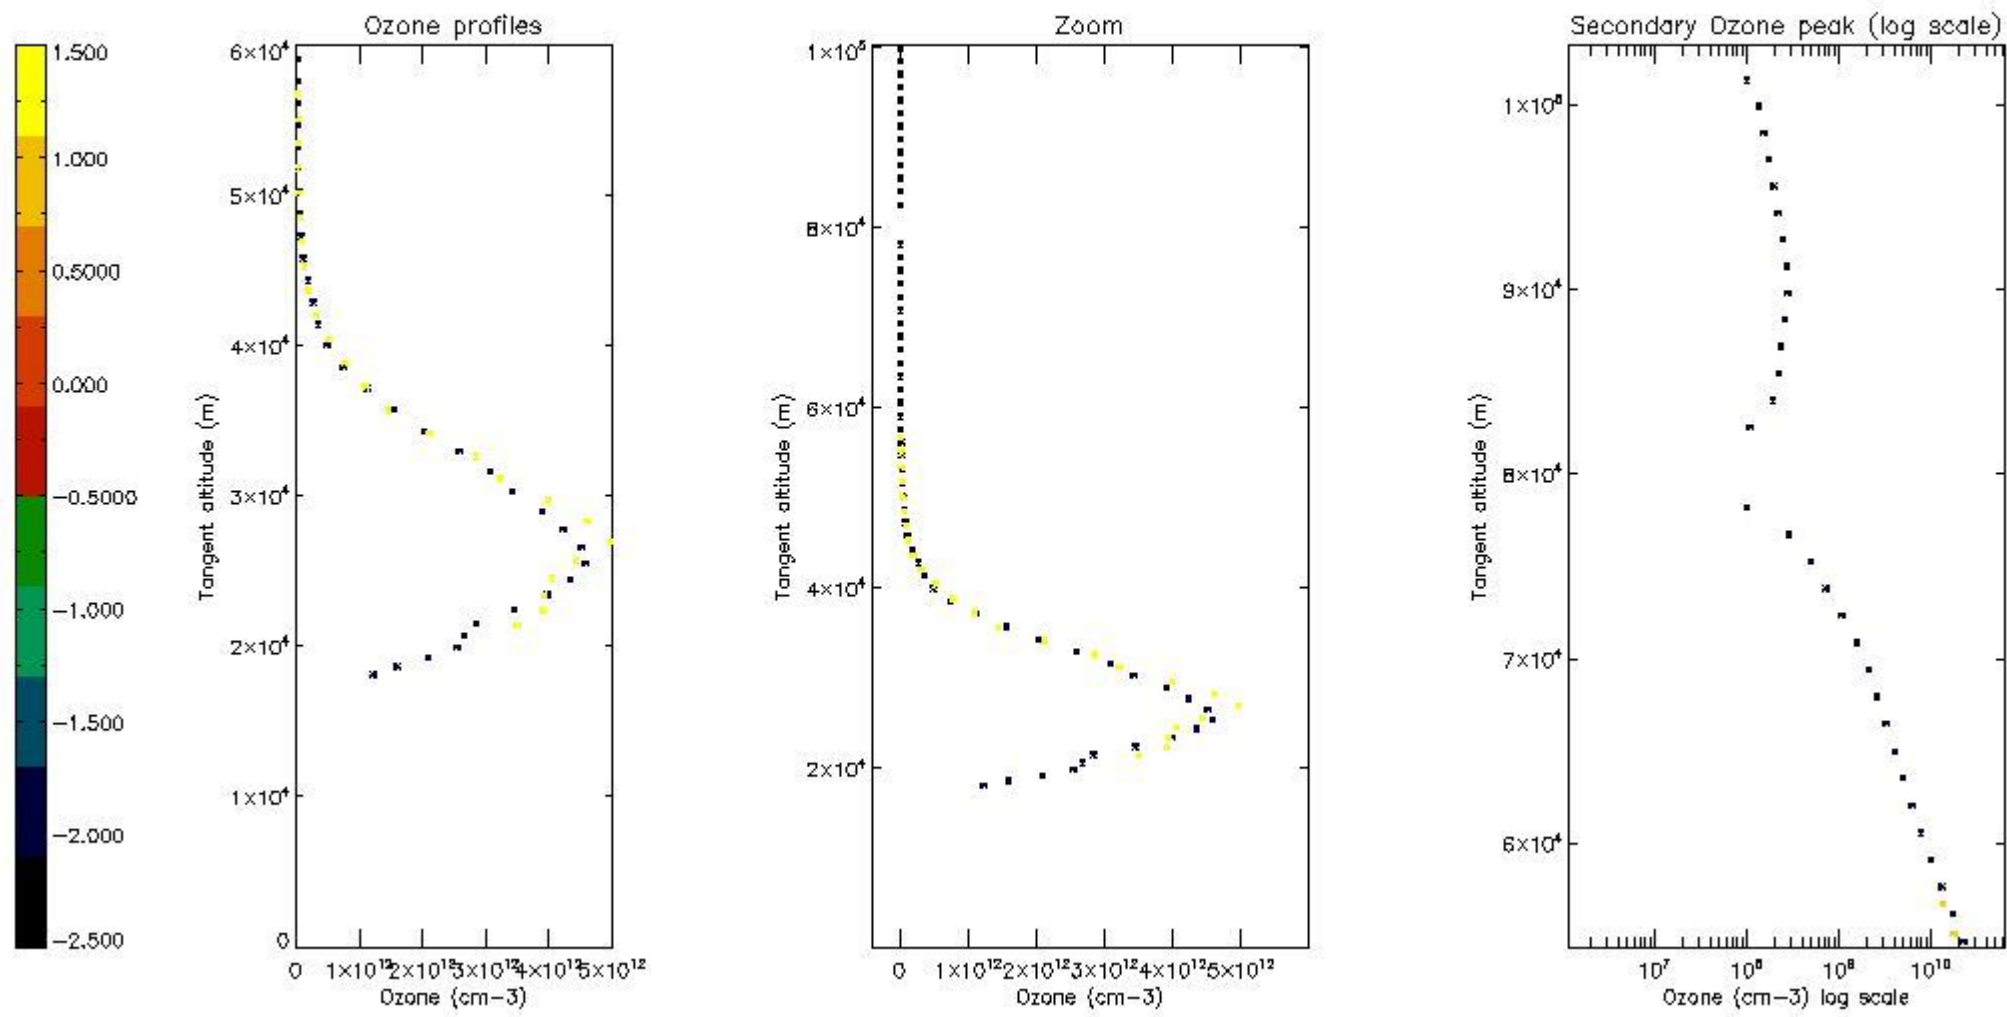 Ozone profiles
Zoom
Secondary Ozone peak (log scale)
1.500
1.000
0.5000
0.000
−0.5000
−1.000
−1.500
−2.000
−2.500
6×10⁴
5×10⁴
4×10⁴
3×10⁴
2×10⁴
1×10⁴
0
Tangent altitude (m)
0 1×10¹² 2×10¹² 3×10¹² 4×10¹² 5×10¹²
Ozone (cm−3)
1×10⁵
8×10⁴
6×10⁴
4×10⁴
2×10⁴
Tangent altitude (m)
0 1×10¹² 2×10¹² 3×10¹² 4×10¹² 5×10¹²
Ozone (cm−3)
9×10⁴
8×10⁴
7×10⁴
6×10⁴
Tangent altitude (m)
10⁷ 10¹⁰
Ozone (cm−3) log scale